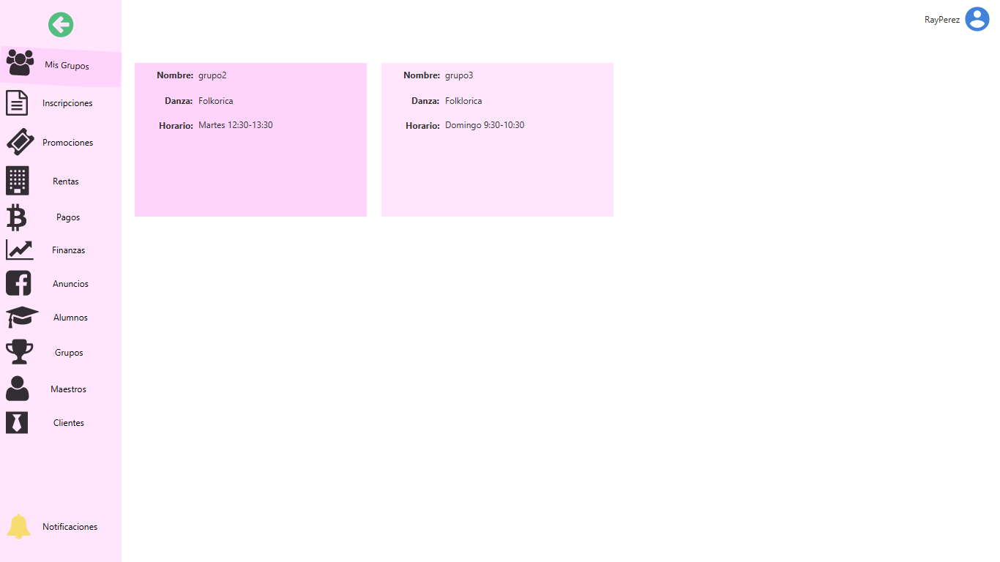 RayPerez
Mis Grupos
Inscripciones
Promociones
Rentas
Pagos
Finanzas
Anuncios
Alumnos
Grupos
Maestros
Clientes
Notificaciones
Nombre: grupo2
Danza: Folkorica
Horario: Martes 12:30-13:30
Nombre: grupo3
Danza: Folklorica
Horario: Domingo 9:30-10:30